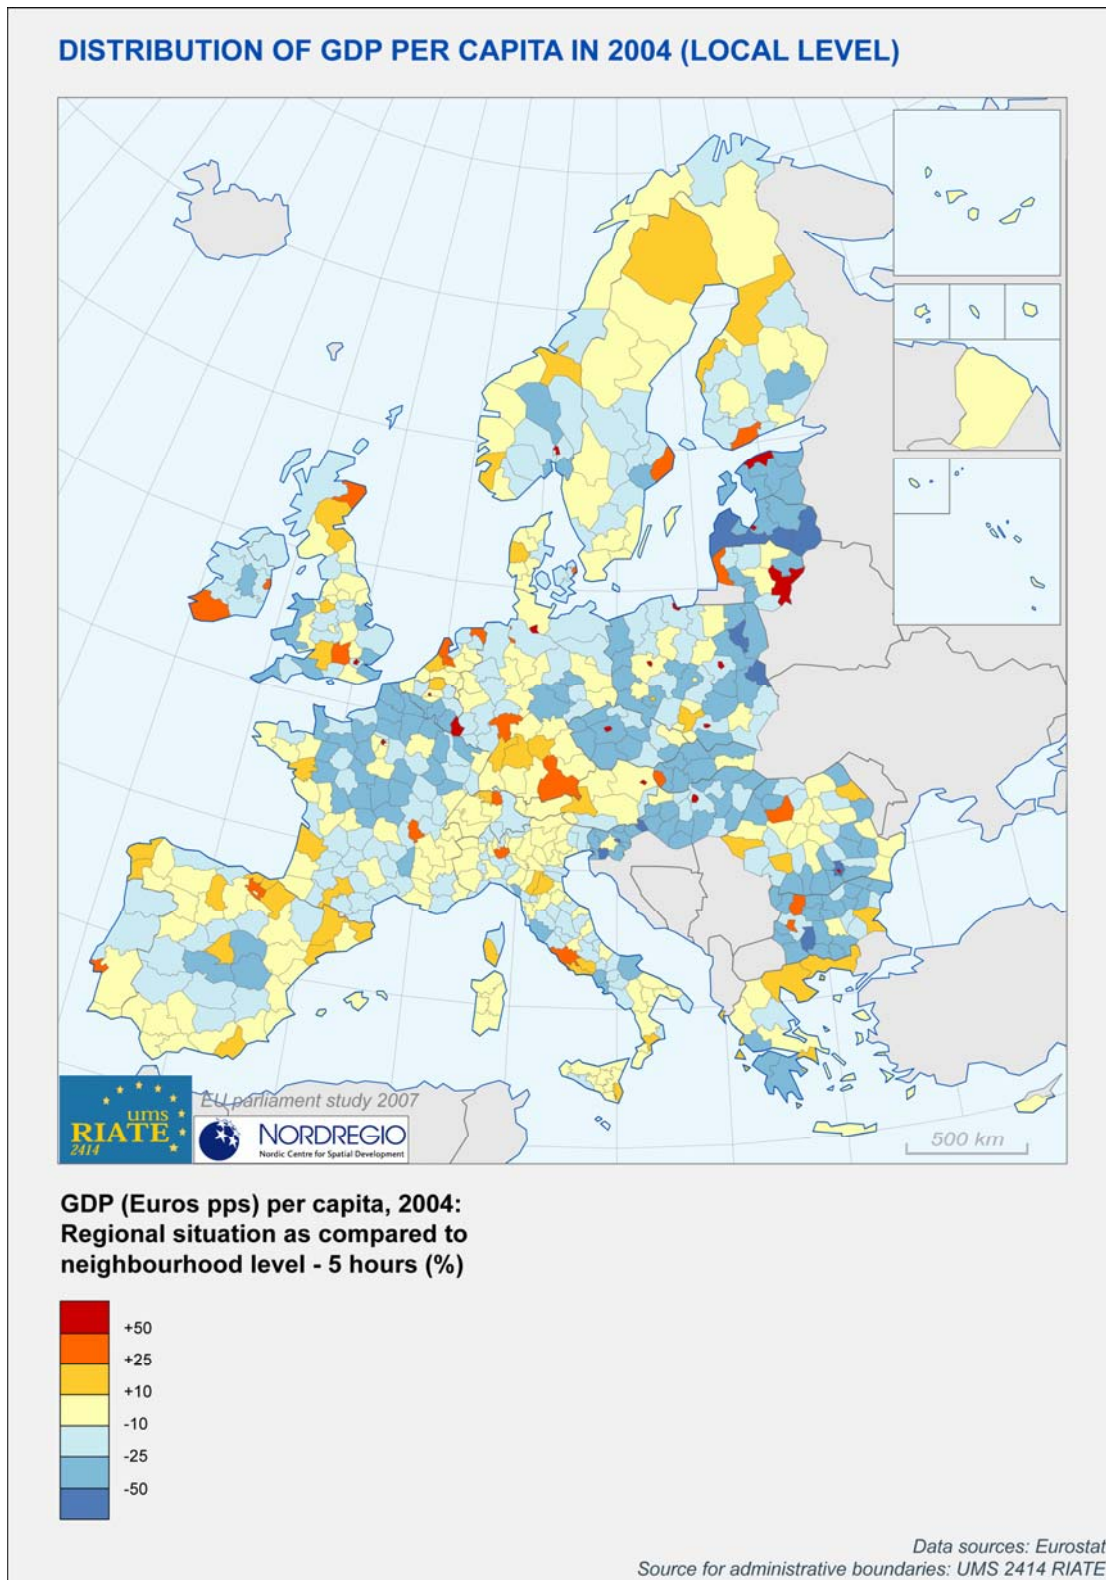 DISTRIBUTION OF GDP PER CAPITA IN 2004 (LOCAL LEVEL)
EU parliament study 2007
ums
RIATE
2414
NORDREGIO
Nordic Centre for Spatial Development
500 km
GDP (Euros pps) per capita, 2004:
Regional situation as compared to
neighbourhood level - 5 hours (%)
+50
+25
+10
-10
-25
-50
Data sources: Eurostat
Source for administrative boundaries: UMS 2414 RIATE